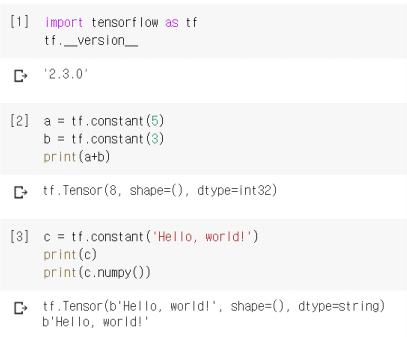 [1] import tensorflow as tf
tf.__version__
'2.3.0'
[2] a = tf.constant(5)
b = tf.constant(3)
print(a+b)
tf.Tensor(8, shape=(), dtype=int32)
[3] c = tf.constant('Hello, world!')
print(c)
print(c.numpy())
tf.Tensor(b'Hello, world!', shape=(), dtype=string)
b'Hello, world!'